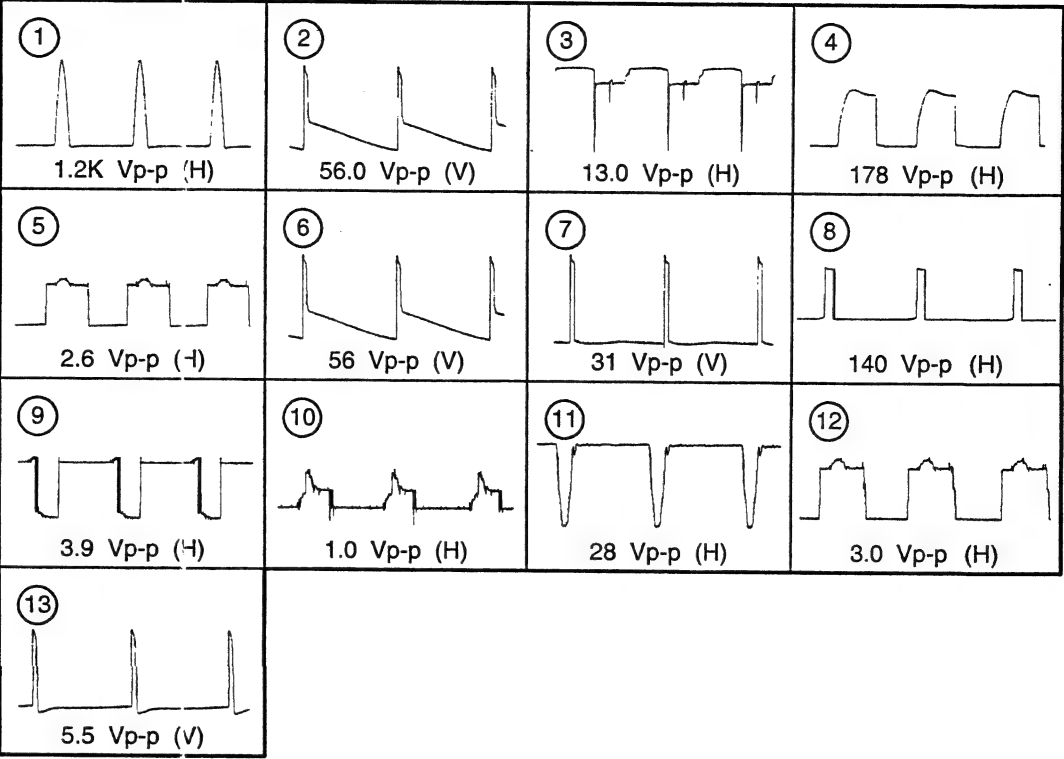 1
1.2K Vp-p (H)
2
56.0 Vp-p (V)
3
13.0 Vp-p (H)
4
178 Vp-p (H)
5
2.6 Vp-p (H)
6
56 Vp-p (V)
7
31 Vp-p (V)
8
140 Vp-p (H)
9
3.9 Vp-p (H)
10
1.0 Vp-p (H)
11
28 Vp-p (H)
12
3.0 Vp-p (H)
13
5.5 Vp-p (V)